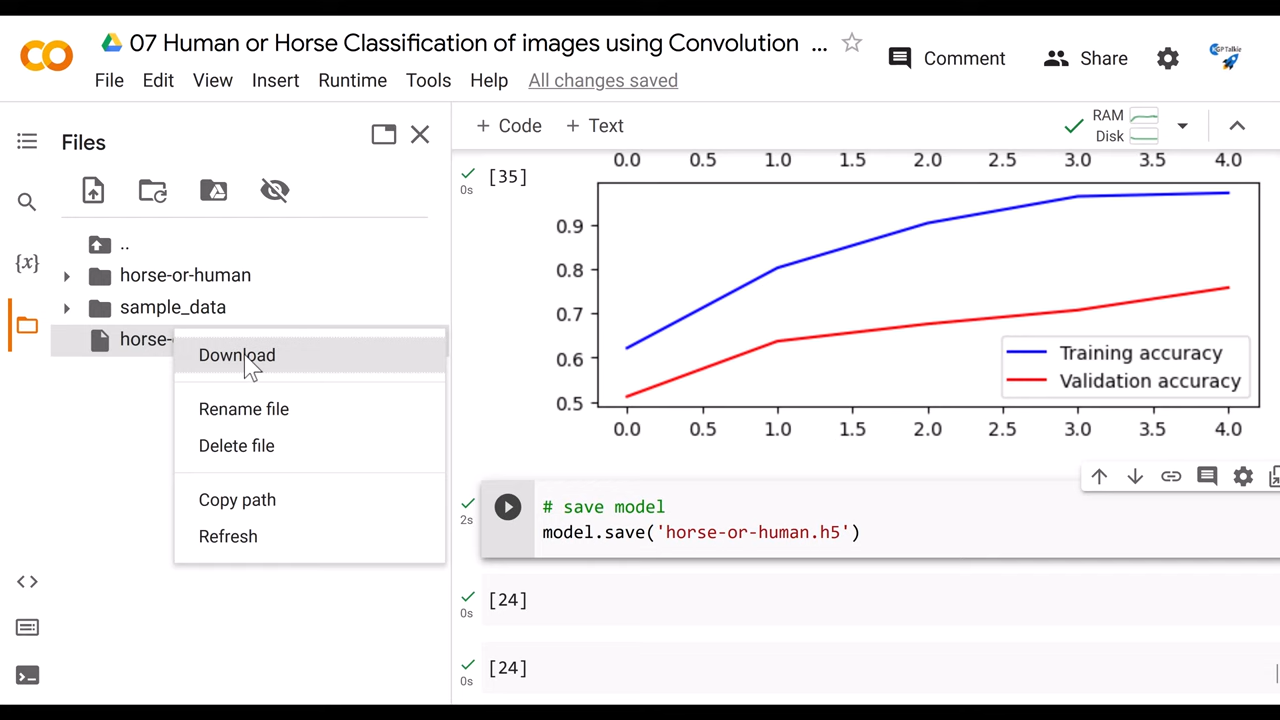 07 Human or Horse Classification of images using Convolution ...
Comment
Share
KGP Talkie
File Edit View Insert Runtime Tools Help All changes saved
Files
+ Code + Text
RAM
Disk
..
horse-or-human
sample_data
horse-
Download
Rename file
Delete file
Copy path
Refresh
{x}
0.0 0.5 1.0 1.5 2.0 2.5 3.0 3.5 4.0
[35]
0s
0.9
0.8
0.7
0.6
0.5
Training accuracy
Validation accuracy
0.0 0.5 1.0 1.5 2.0 2.5 3.0 3.5 4.0
2s
# save model
model.save('horse-or-human.h5')
[24]
0s
[24]
0s